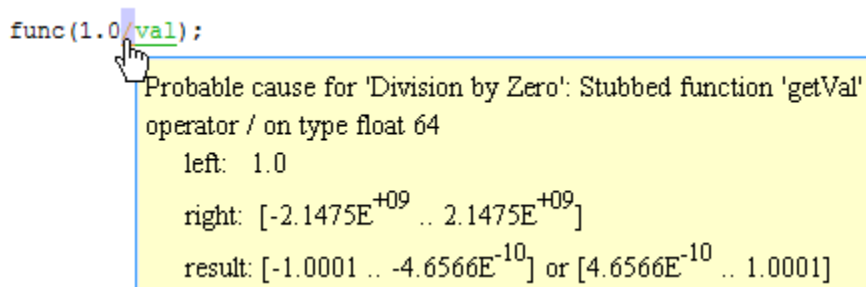 func(1.0/val);
Probable cause for 'Division by Zero': Stubbed function 'getVal'
operator / on type float 64
left: 1.0
right: [-2.1475E+09 .. 2.1475E+09]
result: [-1.0001 .. -4.6566E-10] or [4.6566E-10 .. 1.0001]